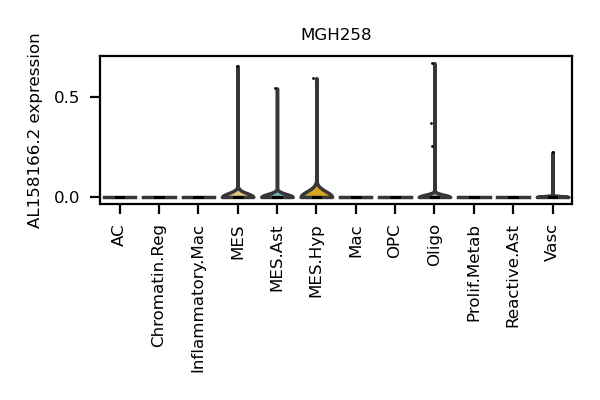 MGH258
AL158166.2 expression
0.5
0.0
AC
Chromatin.Reg
Inflammatory.Mac
MES
MES.Ast
MES.Hyp
Mac
OPC
Oligo
Prolif.Metab
Reactive.Ast
Vasc